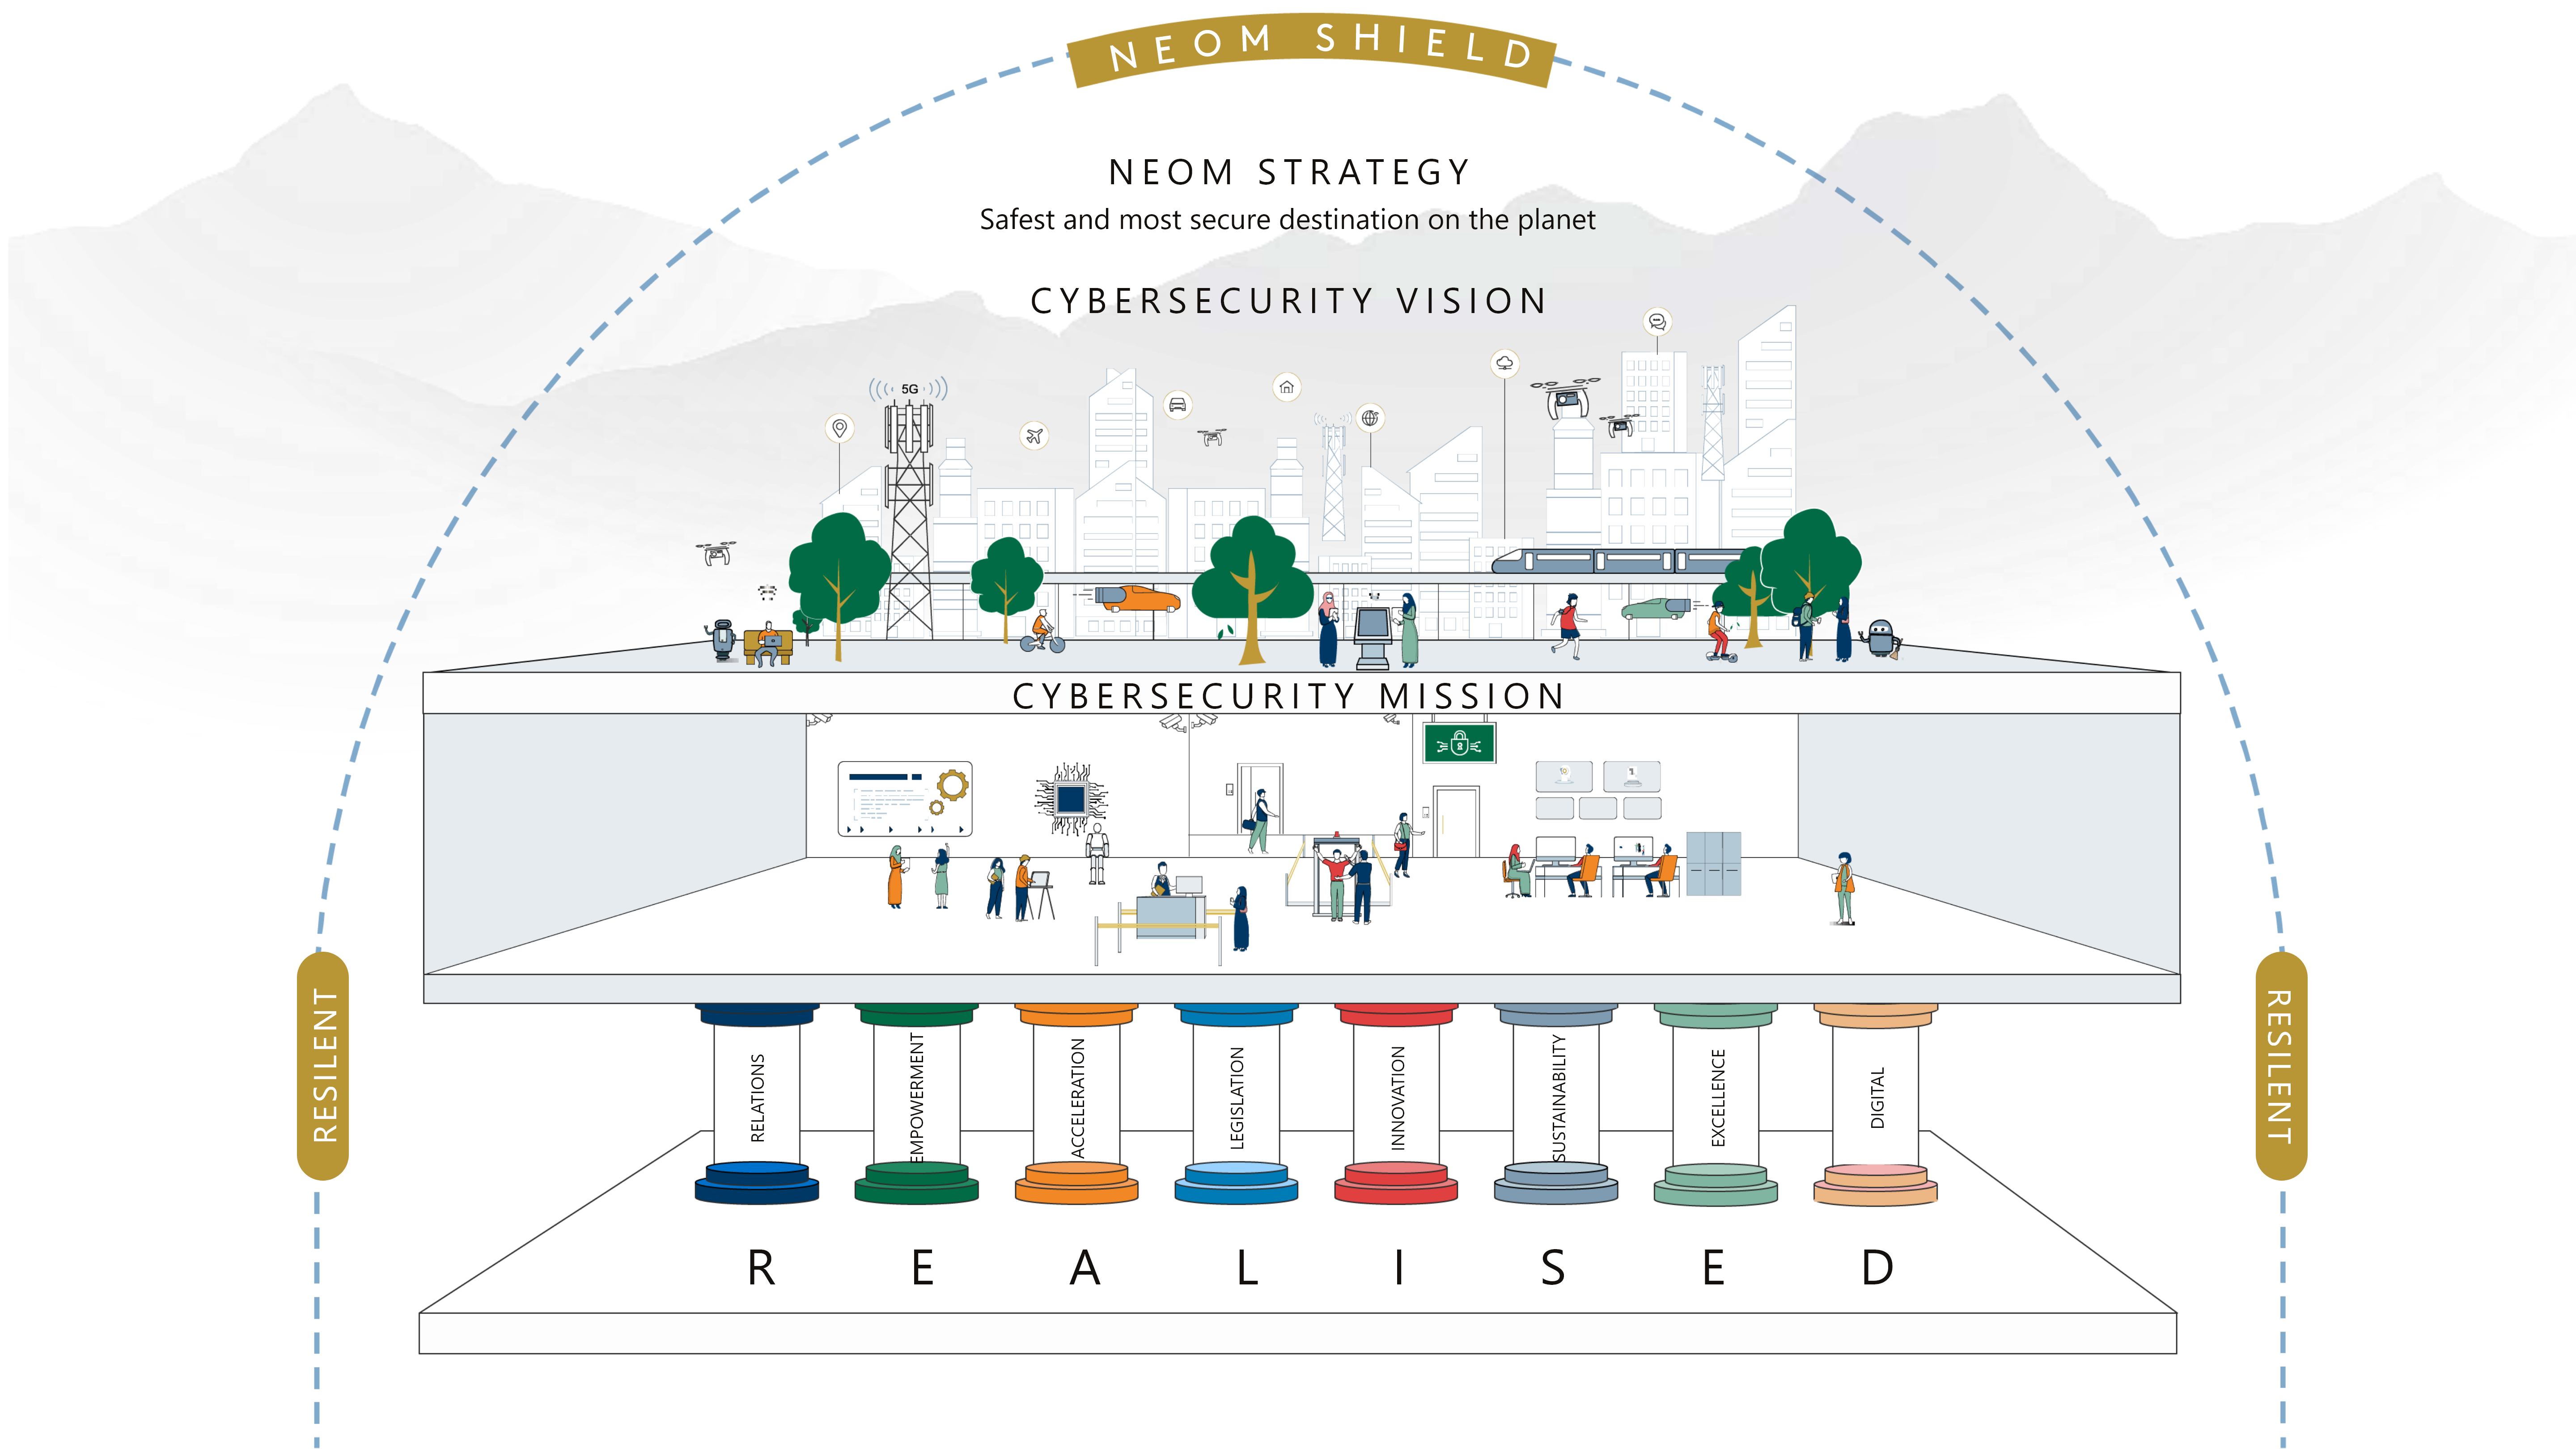 NEOM SHIELD
NEOM STRATEGY
Safest and most secure destination on the planet
CYBERSECURITY VISION
5G
CYBERSECURITY MISSION
RESILENT
RESILENT
RELATIONS
EMPOWERMENT
ACCELERATION
LEGISLATION
INNOVATION
SUSTAINABILITY
EXCELLENCE
DIGITAL
R E A L I S E D